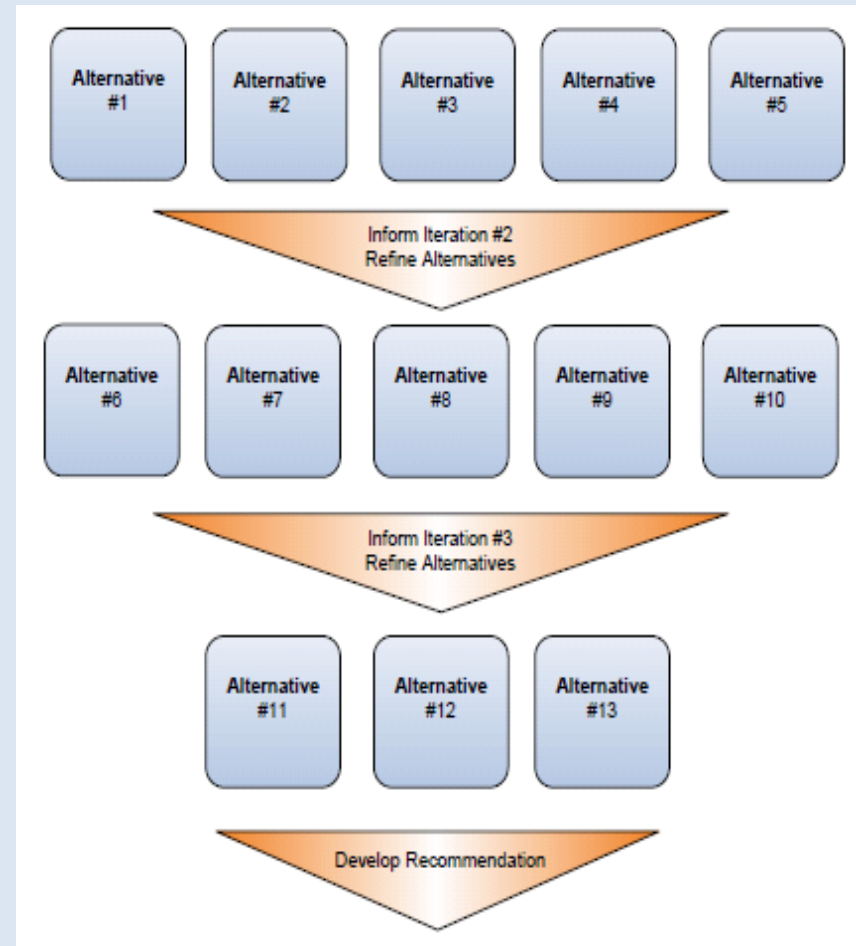 Alternative
#1
Alternative
#2
Alternative
#3
Alternative
#4
Alternative
#5
Inform Iteration #2
Refine Alternatives
Alternative
#6
Alternative
#7
Alternative
#8
Alternative
#9
Alternative
#10
Inform Iteration #3
Refine Alternatives
Alternative
#11
Alternative
#12
Alternative
#13
Develop Recommendation